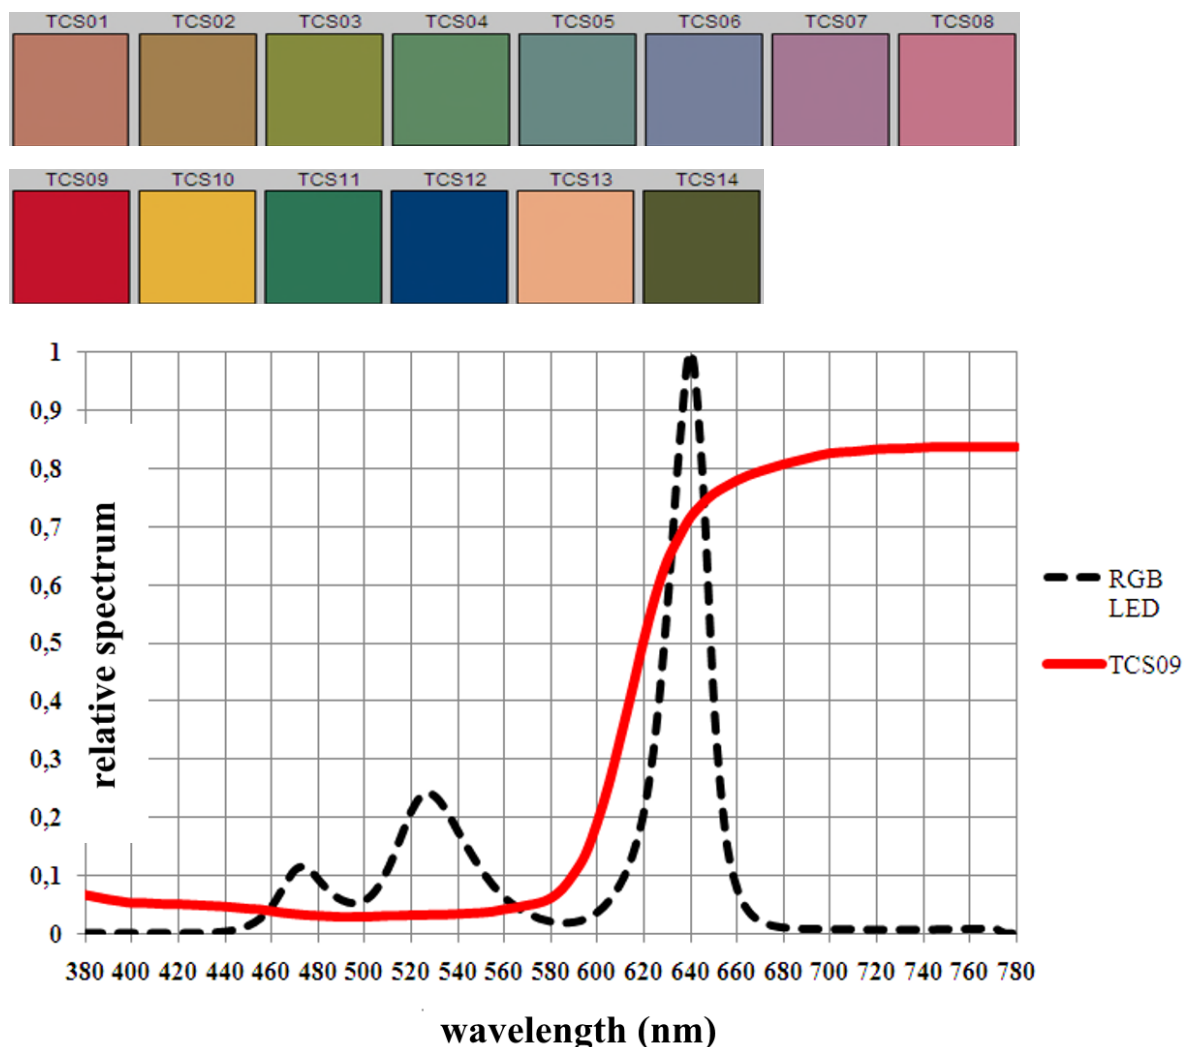 TCS01 TCS02 TCS03 TCS04 TCS05 TCS06 TCS07 TCS08
TCS09 TCS10 TCS11 TCS12 TCS13 TCS14
1
0,9
0,8
0,7
0,6
0,5
0,4
0,3
0,2
0,1
0
relative spectrum
380 400 420 440 460 480 500 520 540 560 580 600 620 640 660 680 700 720 740 760 780
wavelength (nm)
RGB
LED
TCS09